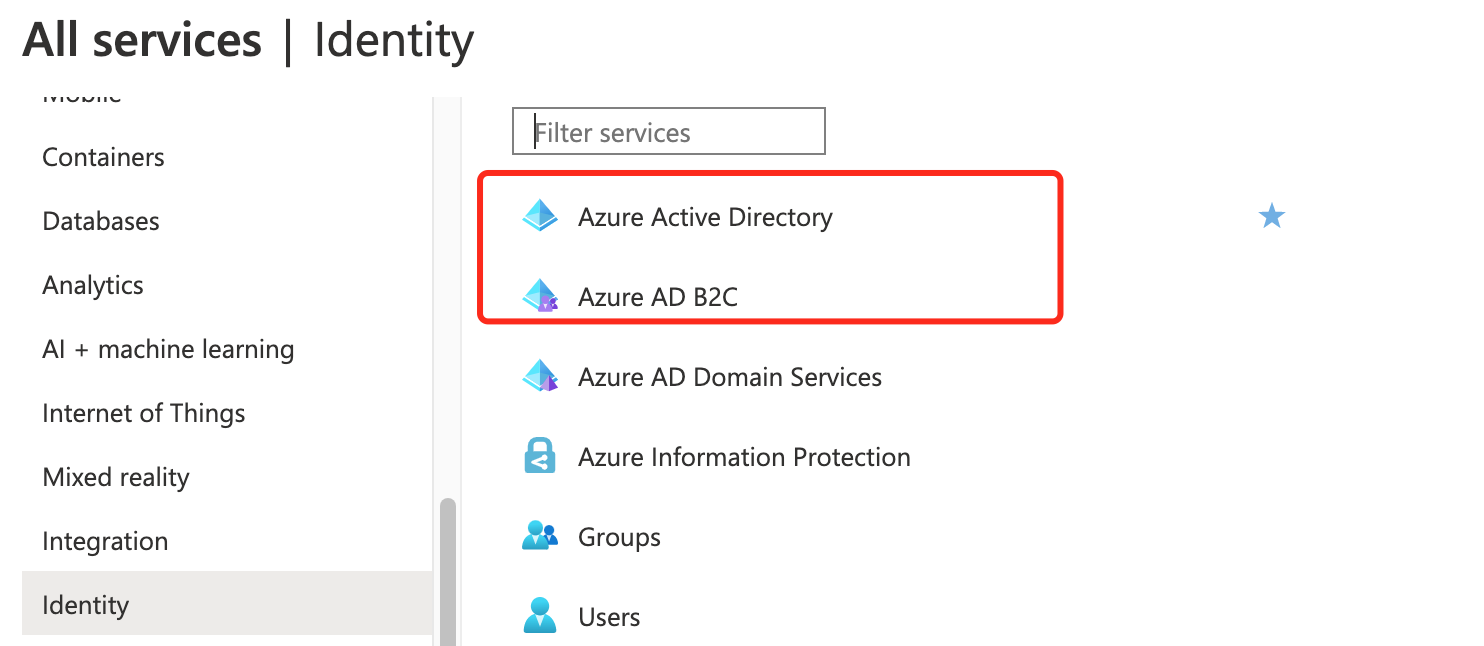 All services | Identity
Mobile
Containers
Databases
Analytics
AI + machine learning
Internet of Things
Mixed reality
Integration
Identity
Filter services
Azure Active Directory
Azure AD B2C
Azure AD Domain Services
Azure Information Protection
Groups
Users